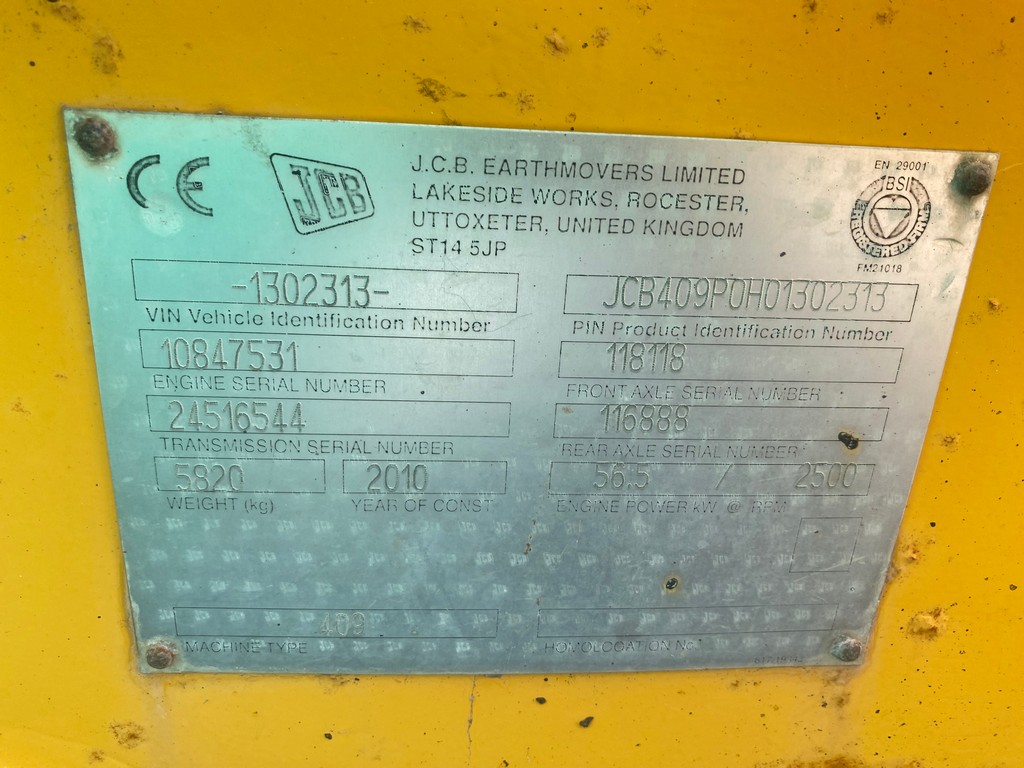 CE
JCB
J.C.B. EARTHMOVERS LIMITED
LAKESIDE WORKS, ROCESTER,
UTTOXETER, UNITED KINGDOM
ST14 5JP
EN 29001
BSI
REGISTERED FIRM
FM21018
-1302313-
VIN Vehicle Identification Number
JCB409P0H01302313
PIN Product Identification Number
10847531
ENGINE SERIAL NUMBER
118118
FRONT AXLE SERIAL NUMBER
24516544
TRANSMISSION SERIAL NUMBER
116888
REAR AXLE SERIAL NUMBER
5820
WEIGHT (kg)
2010
YEAR OF CONST
56.5 / 2500
ENGINE POWER kW @ RPM
409
MACHINE TYPE
HOMOLCOATION No.